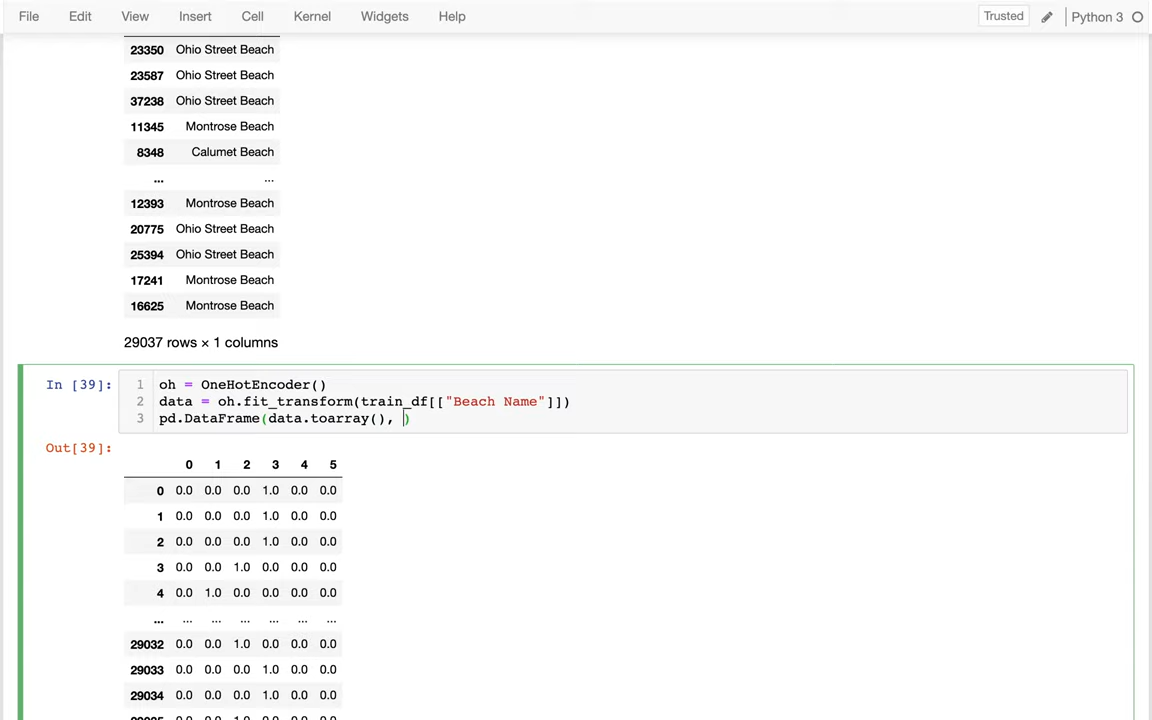 File Edit View Insert Cell Kernel Widgets Help Trusted Python 3
23350 Ohio Street Beach
23587 Ohio Street Beach
37238 Ohio Street Beach
11345 Montrose Beach
8348 Calumet Beach
... ...
12393 Montrose Beach
20775 Ohio Street Beach
25394 Ohio Street Beach
17241 Montrose Beach
16625 Montrose Beach
29037 rows × 1 columns
In [39]: 1 oh = OneHotEncoder()
2 data = oh.fit_transform(train_df[["Beach Name"]])
3 pd.DataFrame(data.toarray(), )
Out[39]:
0 1 2 3 4 5
0 0.0 0.0 0.0 1.0 0.0 0.0
1 0.0 0.0 0.0 1.0 0.0 0.0
2 0.0 0.0 0.0 1.0 0.0 0.0
3 0.0 0.0 1.0 0.0 0.0 0.0
4 0.0 1.0 0.0 0.0 0.0 0.0
... ... ... ... ... ... ...
29032 0.0 0.0 1.0 0.0 0.0 0.0
29033 0.0 0.0 0.0 1.0 0.0 0.0
29034 0.0 0.0 0.0 1.0 0.0 0.0